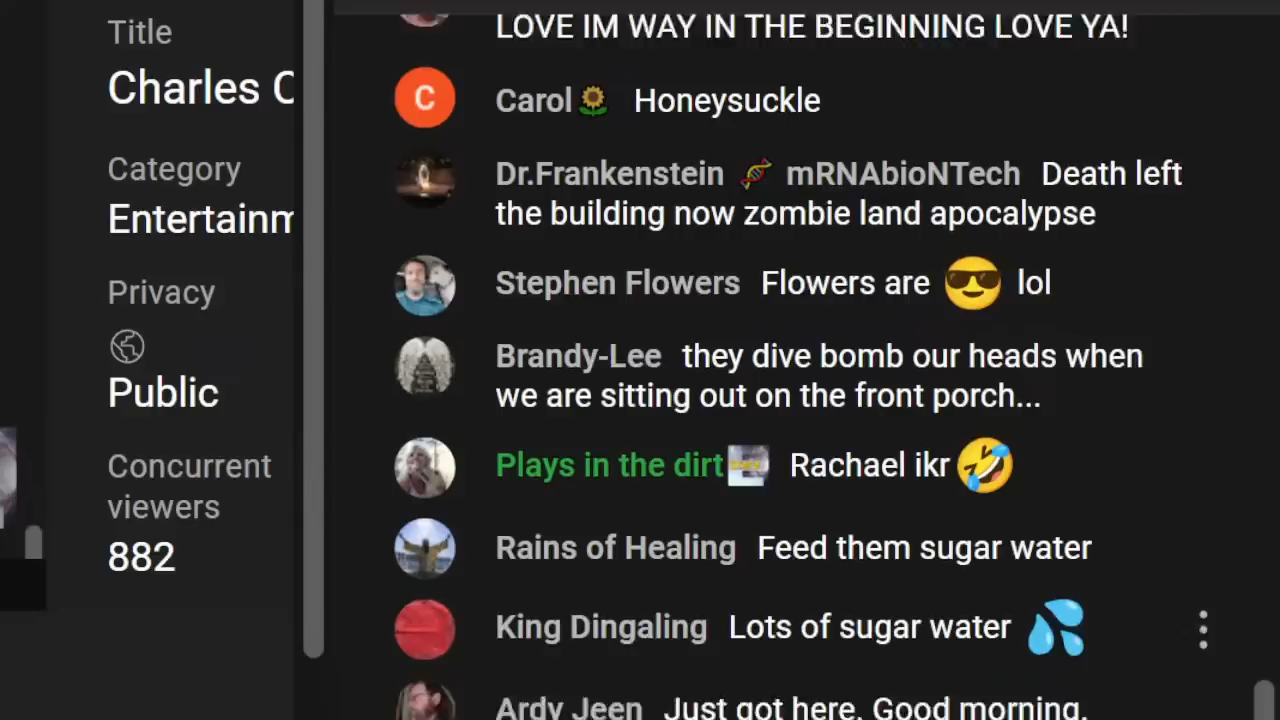 Title
Charles C
Category
Entertainm
Privacy
Public
Concurrent
viewers
882
LOVE IM WAY IN THE BEGINNING LOVE YA!
C
Carol🌻 Honeysuckle
Dr.Frankenstein 🧬 mRNAbioNTech Death left
the building now zombie land apocalypse
Stephen Flowers Flowers are 😎 lol
Brandy-Lee they dive bomb our heads when
we are sitting out on the front porch...
Plays in the dirt Rachael ikr🤣
Rains of Healing Feed them sugar water
King Dingaling Lots of sugar water 💦
Ardy Jeen Just got here. Good morning.